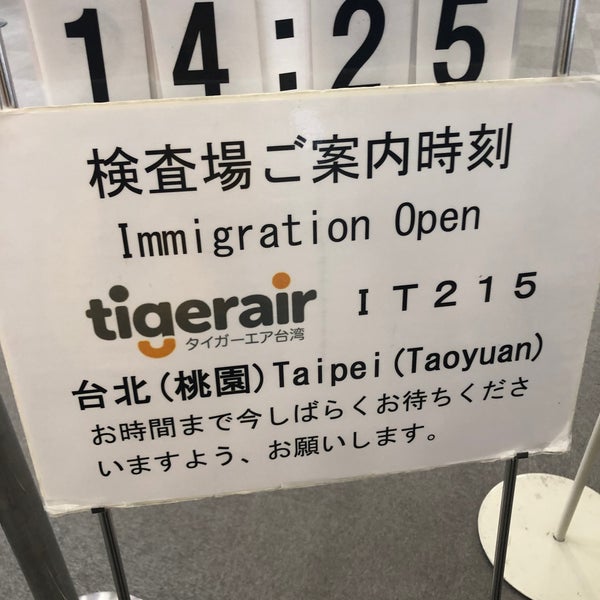 14:25
検査場ご案内時刻
Immigration Open
tigerair IT215
タイガーエア台湾
台北(桃園)Taipei(Taoyuan)
お時間まで今しばらくお待ちくださ
いますよう、お願いします。